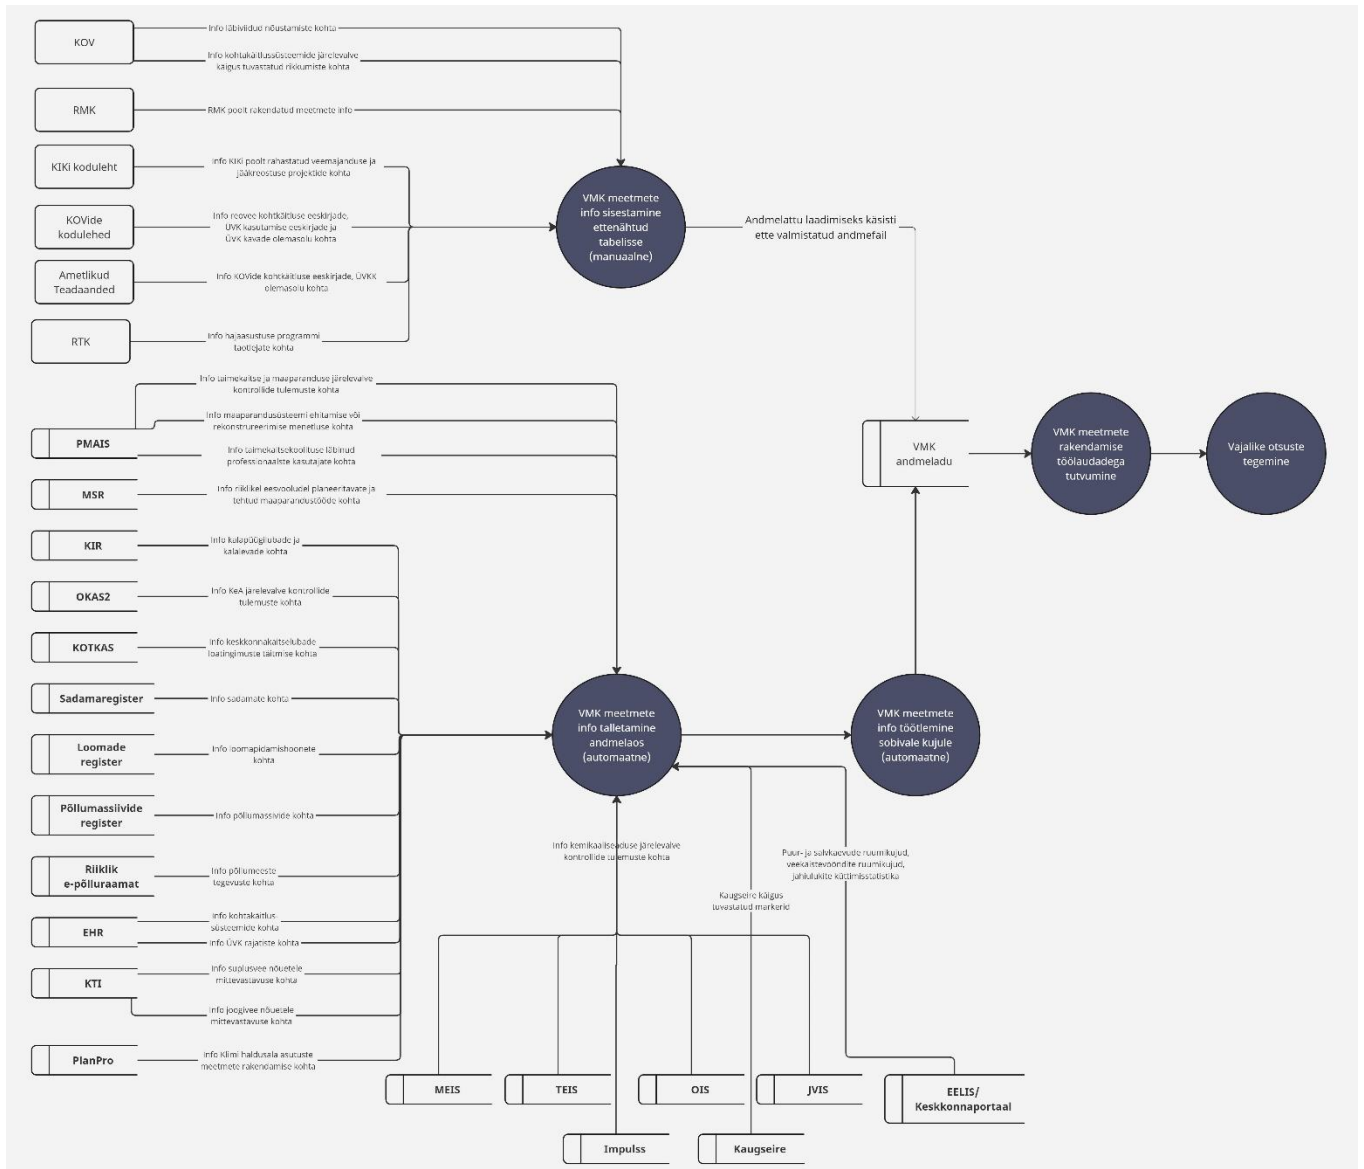 KOV
Info läbiviidud nõustamiste kohta
Info kohtakäitlussüsteemide järelevalve
käigus tuvastatud rikkumiste kohta
RMK
RMK poolt rakendatud meetmete info
KIKi koduleht
Info KIKi poolt rahastatud veemajanduse ja
jääkreostuse projektide kohta
KOVide
kodulehed
Info reovee kohtkäitluse eeskirjade,
ÜVK kasutamise eeskirjade ja
ÜVK kavade olemasolu kohta
Ametlikud
Teadaanded
Info KOVide kohtkäitluse eeskirjade, ÜVKK
olemasolu kohta
RTK
Info hajaasustuse programmi
taotlejate kohta
VMK meetmete
info sisestamine
ettenähtud
tabelisse
(manuaalne)
Andmelattu laadimiseks käsisti
ette valmistatud andmefail
Info taimekaitse ja maaparanduse järelevalve
kontrollide tulemuste kohta
PMAIS
Info maaparandusüsteemi ehitamise või
rekonstrueerimise menetluse kohta
Info taimekaitsekoolituse läbinud
professionaalste kasutajate kohta
MSR
Info riiklikel eesvooludel planeeritavate ja
tehtud maaparandustööde kohta
KIR
Info kalapüügilubade ja
kalalevade kohta
OKAS2
Info KeA järelevalve kontrollide
tulemuste kohta
KOTKAS
Info keskkonnakaitselubade
loatingimuste täitmise kohta
Sadamaregister
Info sadamate kohta
Loomade
register
Info loomapidamishoonete
kohta
Põllumassiivide
register
Info põllumassivide kohta
Riiklik
e-põlluraamat
Info põllumeeste
tegevuste kohta
EHR
Info kohtakäitlus
süsteemide kohta
Info ÜVK rajatiste kohta
KTI
Info suplusvee nõuetele
mittevastavuse kohta
Info joogivee nõuetele
mittevastavuse kohta
PlanPro
Info Klimi haldusala asutuste
meetmete rakendamise kohta
VMK meetmete
info talletamine
andmelaos
(automaatne)
VMK meetmete
info töötlemine
sobivale kujule
(automaatne)
VMK
andmeladu
VMK meetmete
rakendamise
töölaudadega
tutvumine
Vajalike otsuste
tegemine
Info kemikaaliseaduse järelevalve
kontrollide tulemuste kohta
Kaugseire käigus
tuvastatud markerid
Puur- ja salvkaevude ruumikujud,
veekaitsevööndite ruumikujud,
jahiulukite küttimisstatistika
MEIS
TEIS
OIS
JVIS
EELIS/
Keskkonnaportaal
Impulss
Kaugseire